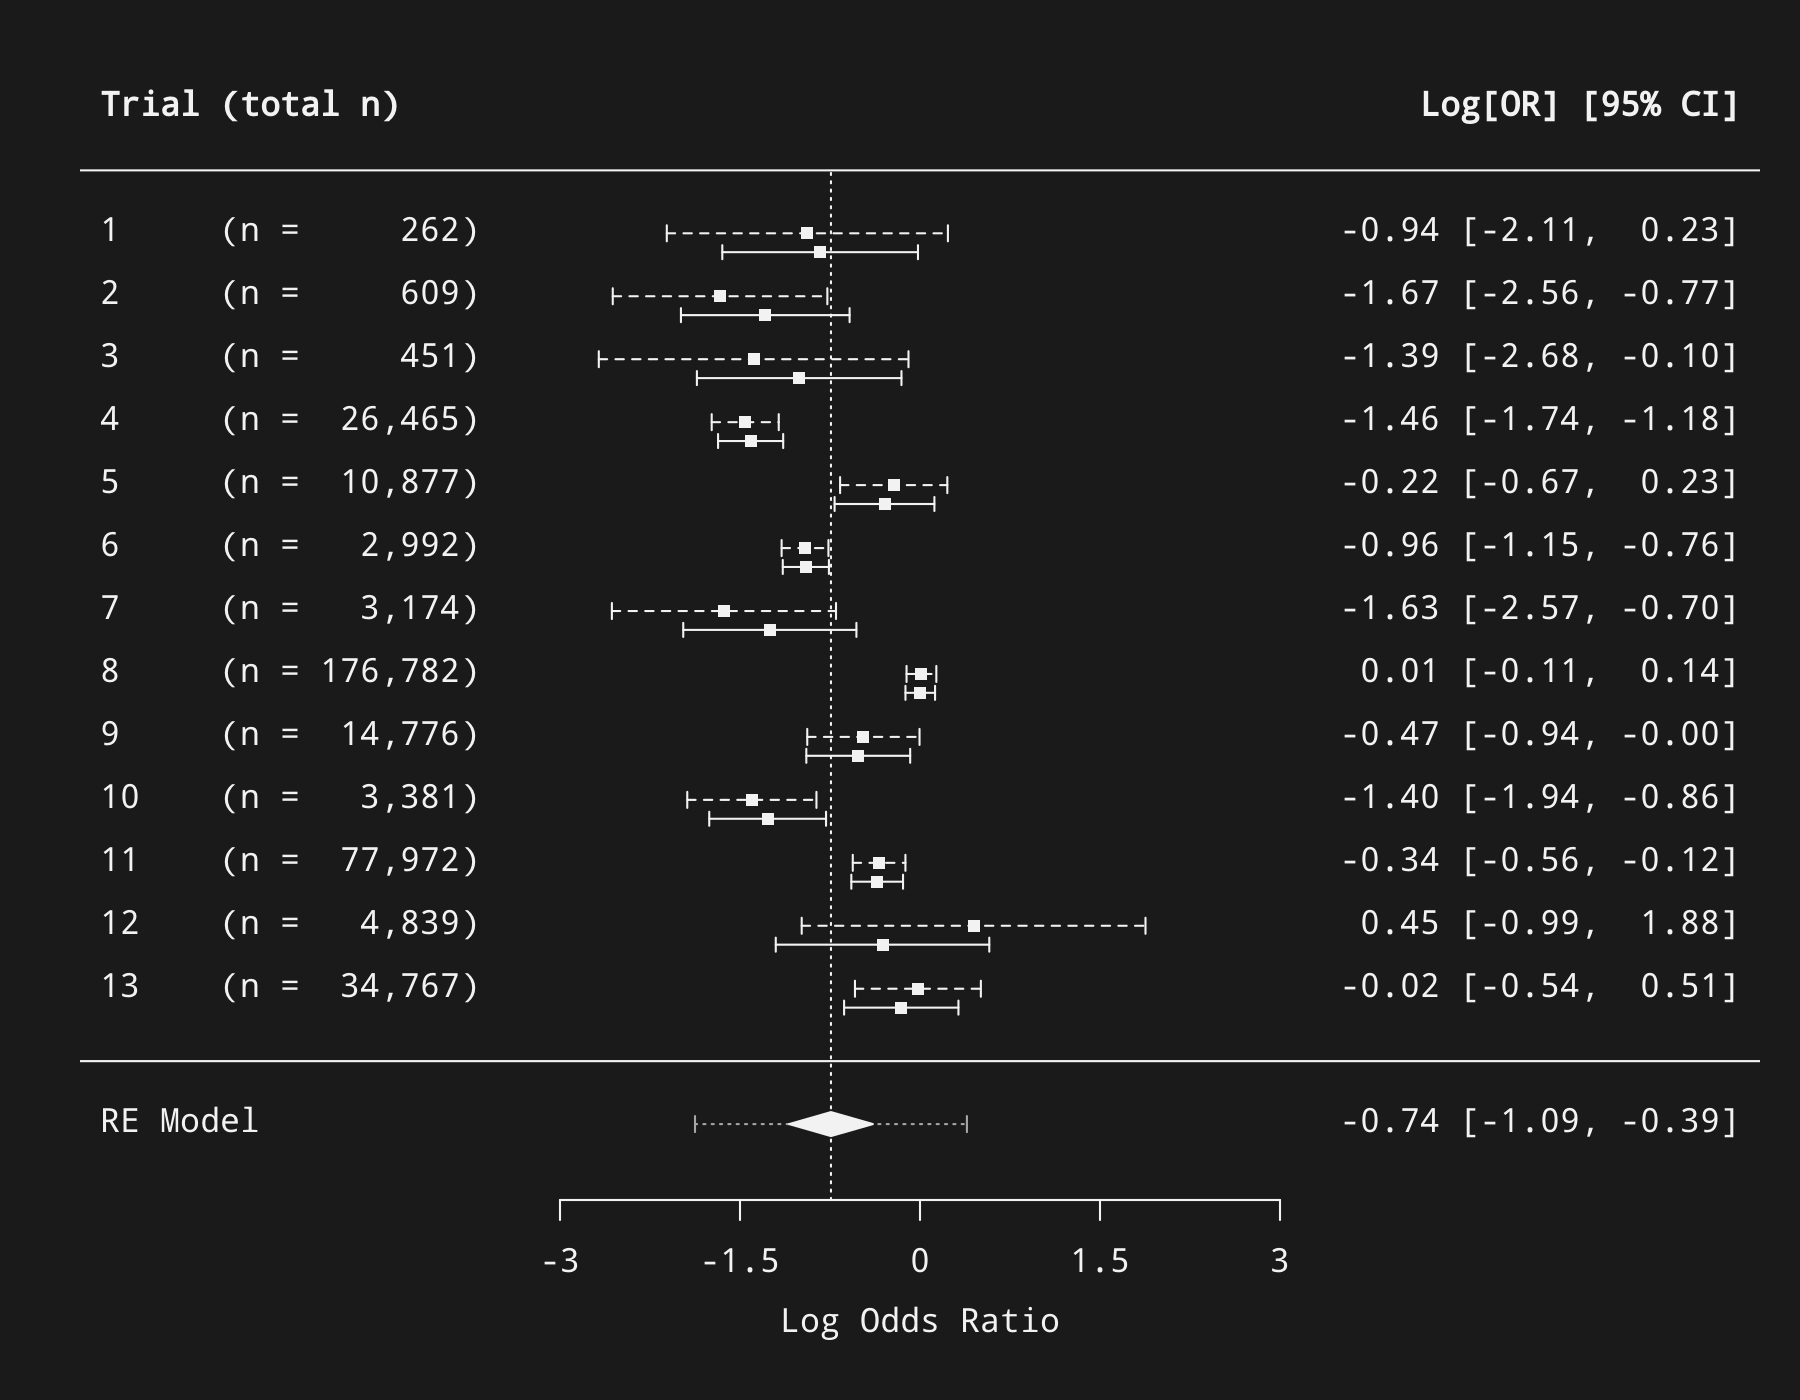 Trial (total n) Log[OR] [95% CI]
1 (n = 262) -0.94 [-2.11, 0.23]
2 (n = 609) -1.67 [-2.56, -0.77]
3 (n = 451) -1.39 [-2.68, -0.10]
4 (n = 26,465) -1.46 [-1.74, -1.18]
5 (n = 10,877) -0.22 [-0.67, 0.23]
6 (n = 2,992) -0.96 [-1.15, -0.76]
7 (n = 3,174) -1.63 [-2.57, -0.70]
8 (n = 176,782) 0.01 [-0.11, 0.14]
9 (n = 14,776) -0.47 [-0.94, -0.00]
10 (n = 3,381) -1.40 [-1.94, -0.86]
11 (n = 77,972) -0.34 [-0.56, -0.12]
12 (n = 4,839) 0.45 [-0.99, 1.88]
13 (n = 34,767) -0.02 [-0.54, 0.51]
RE Model -0.74 [-1.09, -0.39]
-3 -1.5 0 1.5 3
Log Odds Ratio